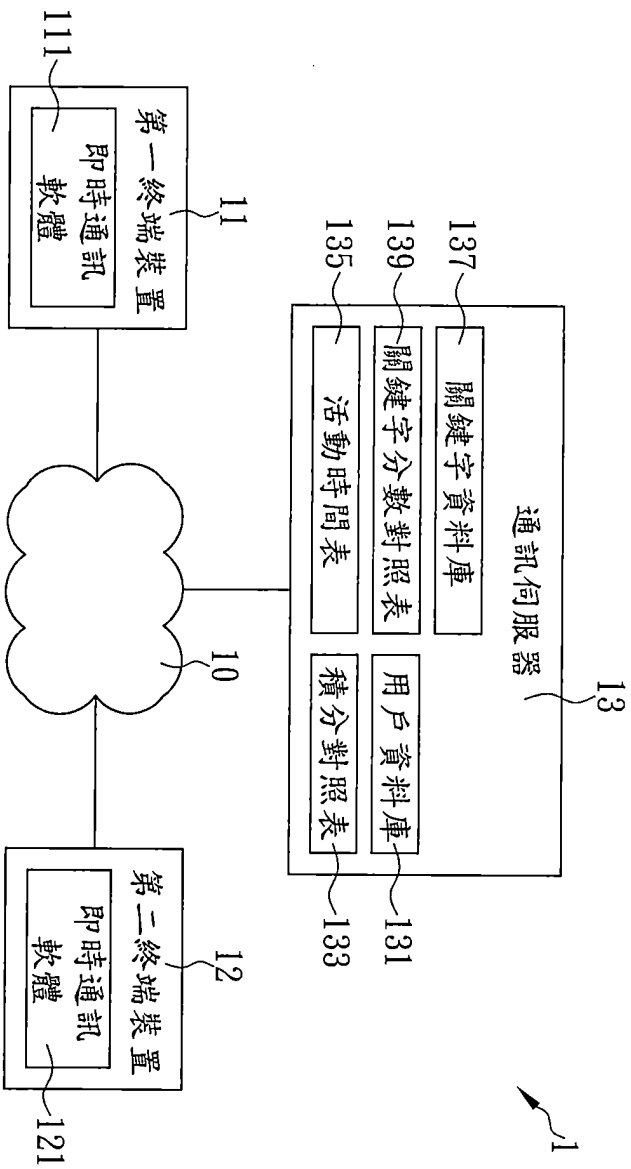 1
通訊伺服器
13
137
關鍵字資料庫
139
關鍵字分數對照表
用戶資料庫
131
135
活動時間表
積分對照表
133
10
11
第一終端裝置
即時通訊
軟體
111
12
第二終端裝置
即時通訊
軟體
121